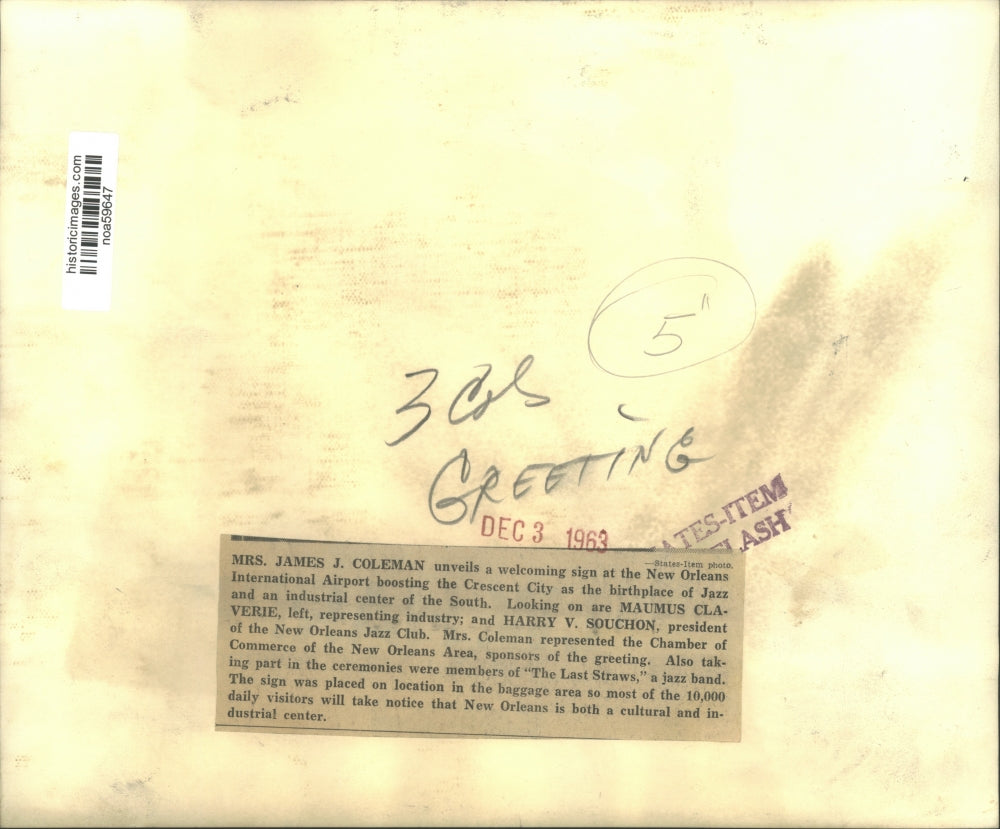 historicimages.com
noa59647
5"
3 Cols
GREETING
DEC 3 1963
ATES-ITEM
LASH
—States-Item photo.
MRS. JAMES J. COLEMAN unveils a welcoming sign at the New Orleans
International Airport boosting the Crescent City as the birthplace of Jazz
and an industrial center of the South. Looking on are MAUMUS CLA-
VERIE, left, representing industry; and HARRY V. SOUCHON, president
of the New Orleans Jazz Club. Mrs. Coleman represented the Chamber of
Commerce of the New Orleans Area, sponsors of the greeting. Also tak-
ing part in the ceremonies were members of "The Last Straws," a jazz band.
The sign was placed on location in the baggage area so most of the 10,000
daily visitors will take notice that New Orleans is both a cultural and in-
dustrial center.